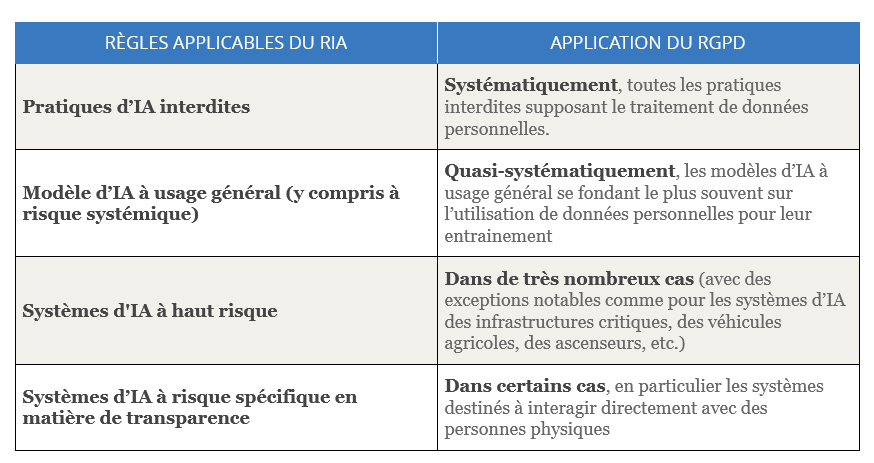 RÈGLES APPLICABLES DU RIA
APPLICATION DU RGPD
Pratiques d’IA interdites
Systématiquement, toutes les pratiques
interdites supposant le traitement de données
personnelles.
Modèle d’IA à usage général (y compris à
risque systémique)
Quasi-systématiquement, les modèles d’IA à
usage général se fondant le plus souvent sur
l’utilisation de données personnelles pour leur
entrainement
Systèmes d'IA à haut risque
Dans de très nombreux cas (avec des
exceptions notables comme pour les systèmes d’IA
des infrastructures critiques, des véhicules
agricoles, des ascenseurs, etc.)
Systèmes d’IA à risque spécifique en
matière de transparence
Dans certains cas, en particulier les systèmes
destinés à interagir directement avec des
personnes physiques